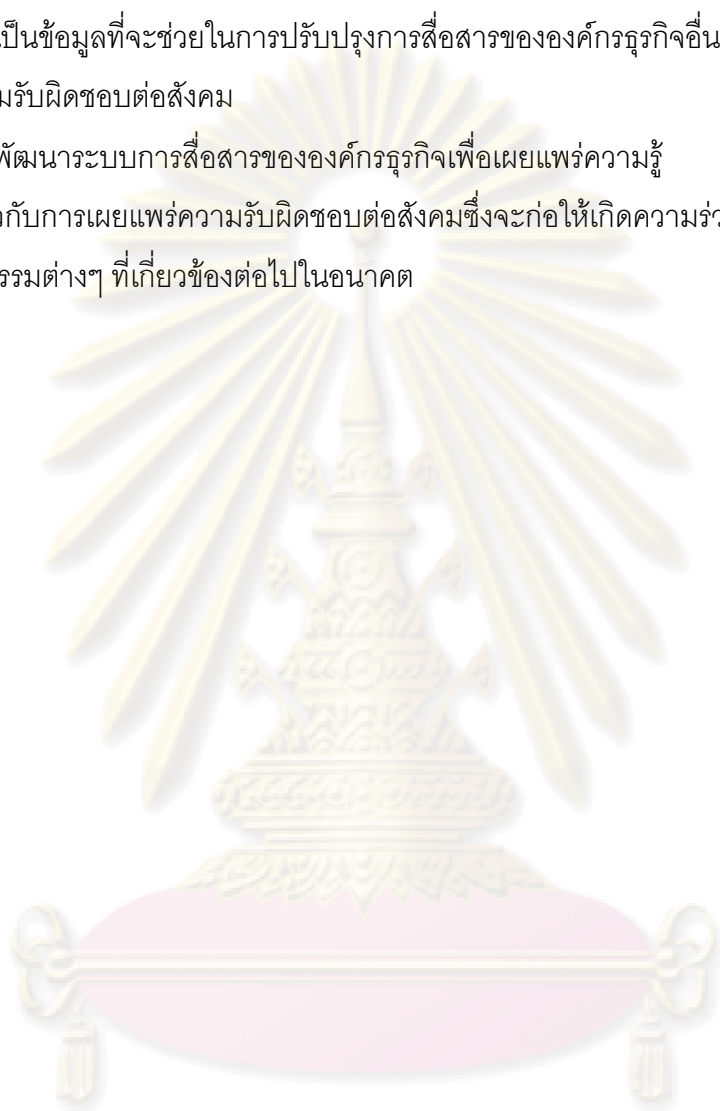 เป็นข้อมูลที่จะช่วยในการปรับปรุงการสื่อสารขององค์กรธุรกิจอื่น
รับผิดชอบต่อสังคม
พัฒนาระบบการสื่อสารขององค์กรธุรกิจเพื่อเผยแพร่ความรู้
กับการเผยแพร่ความรับผิดชอบต่อสังคมซึ่งจะก่อให้เกิดความร่ว
รรมต่างๆ ที่เกี่ยวข้องต่อไปในอนาคต